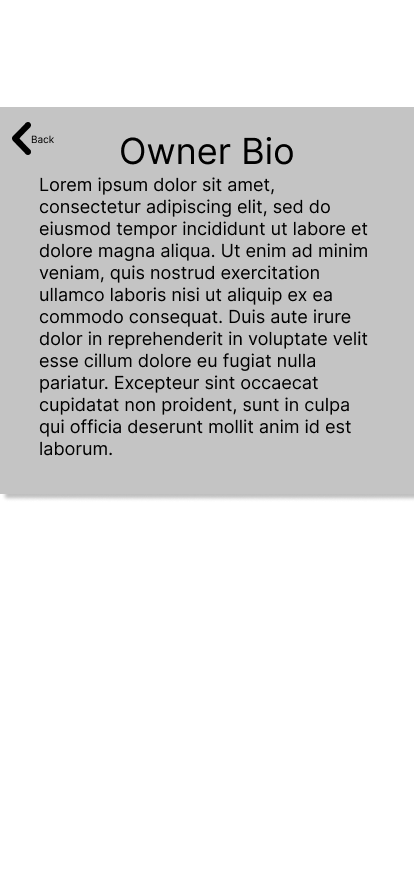 Back
Owner Bio
Lorem ipsum dolor sit amet,
consectetur adipiscing elit, sed do
eiusmod tempor incididunt ut labore et
dolore magna aliqua. Ut enim ad minim
veniam, quis nostrud exercitation
ullamco laboris nisi ut aliquip ex ea
commodo consequat. Duis aute irure
dolor in reprehenderit in voluptate velit
esse cillum dolore eu fugiat nulla
pariatur. Excepteur sint occaecat
cupidatat non proident, sunt in culpa
qui officia deserunt mollit anim id est
laborum.